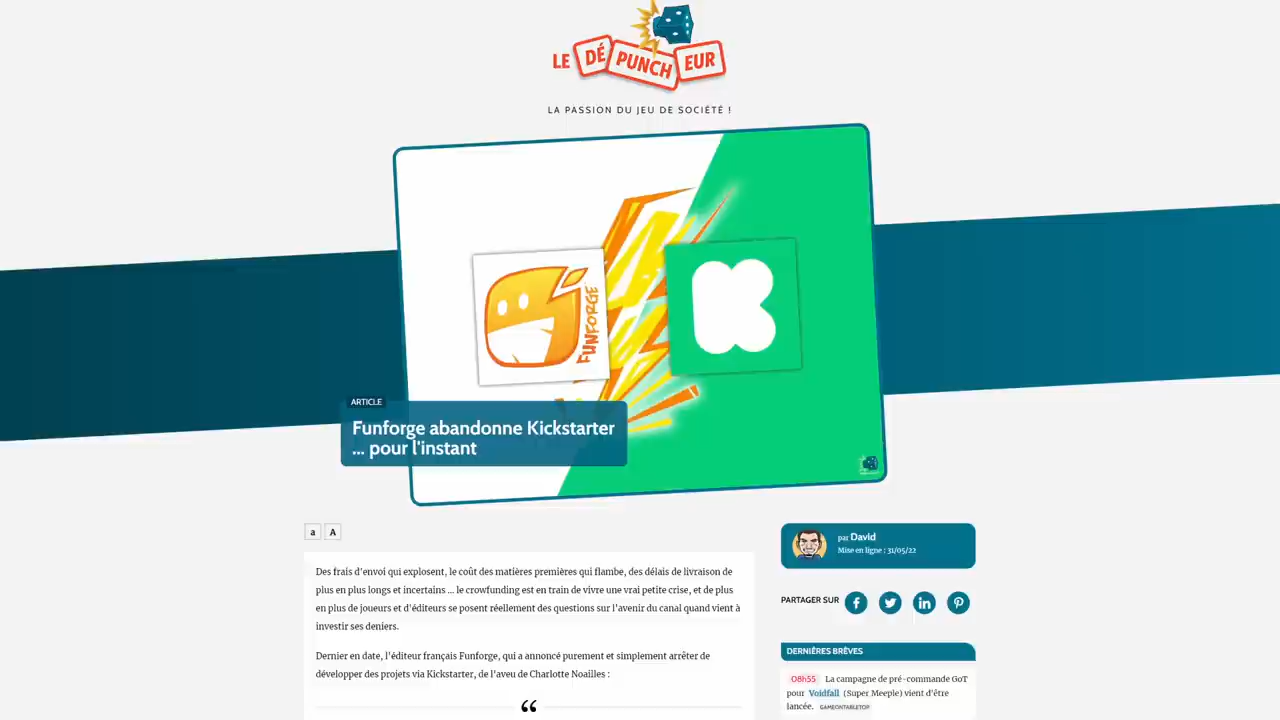 LE DÉ PUNCH EUR
LA PASSION DU JEU DE SOCIÉTÉ !
FUNFORGE
K
ARTICLE
Funforge abandonne Kickstarter
... pour l'instant
a A
Des frais d'envoi qui explosent, le coût des matières premières qui flambe, des délais de livraison de
plus en plus longs et incertains ... le crowfunding est en train de vivre une vrai petite crise, et de plus
en plus de joueurs et d'éditeurs se posent réellement des questions sur l'avenir du canal quand vient à
investir ses deniers.
Dernier en date, l'éditeur français Funforge, qui a annoncé purement et simplement arrêter de
développer des projets via Kickstarter, de l'aveu de Charlotte Noailles :
“
par David
Mise en ligne : 31/05/22
PARTAGER SUR
DERNIÈRES BRÈVES
08h55 La campagne de pré-commande GoT
pour Voidfall (Super Meeple) vient d'être
lancée. GAMEONTABLETOP